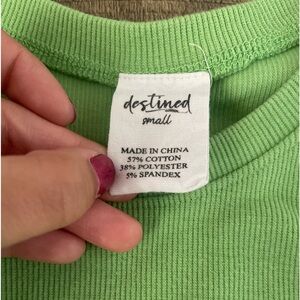 destined
small
MADE IN CHINA
57% COTTON
38% POLYESTER
5% SPANDEX